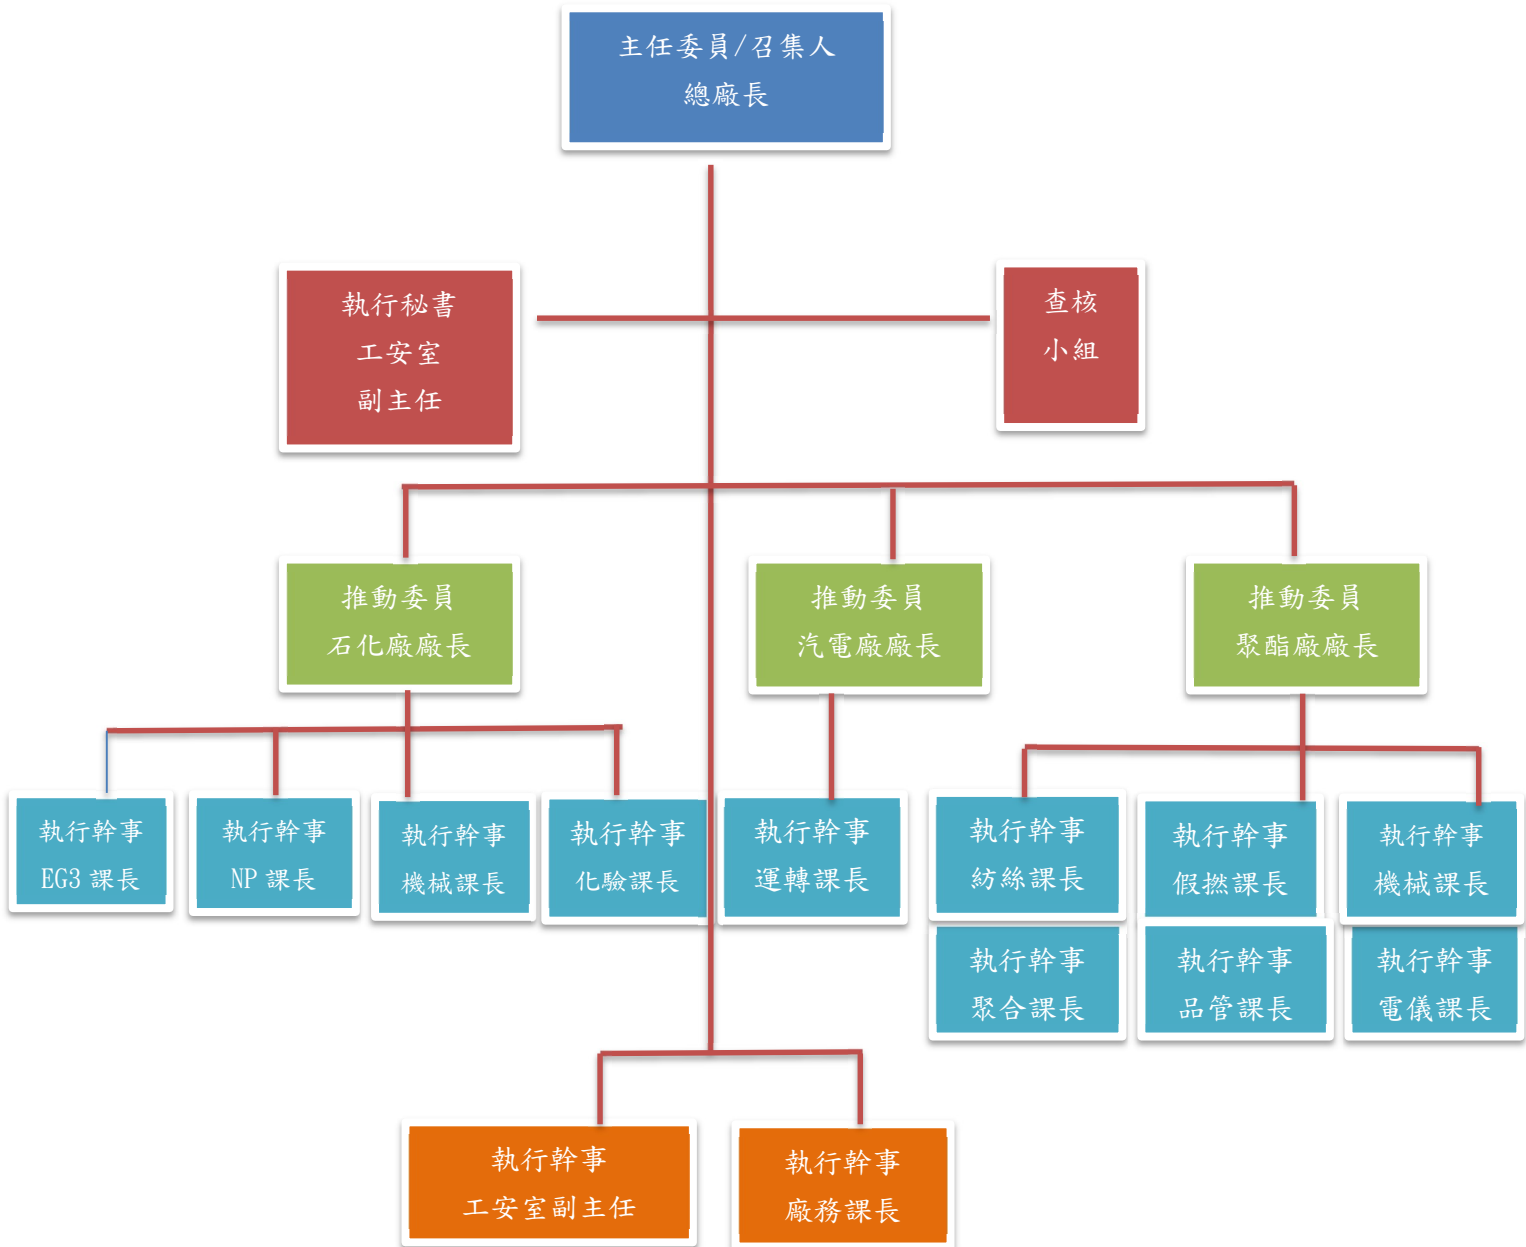 主任委員/召集人
總廠長
執行秘書
工安室
副主任
查核
小組
推動委員
石化廠廠長
推動委員
汽電廠廠長
推動委員
聚酯廠廠長
執行幹事
EG3 課長
執行幹事
NP 課長
執行幹事
機械課長
執行幹事
化驗課長
執行幹事
運轉課長
執行幹事
紡絲課長
執行幹事
假撚課長
執行幹事
機械課長
執行幹事
聚合課長
執行幹事
品管課長
執行幹事
電儀課長
執行幹事
工安室副主任
執行幹事
廠務課長